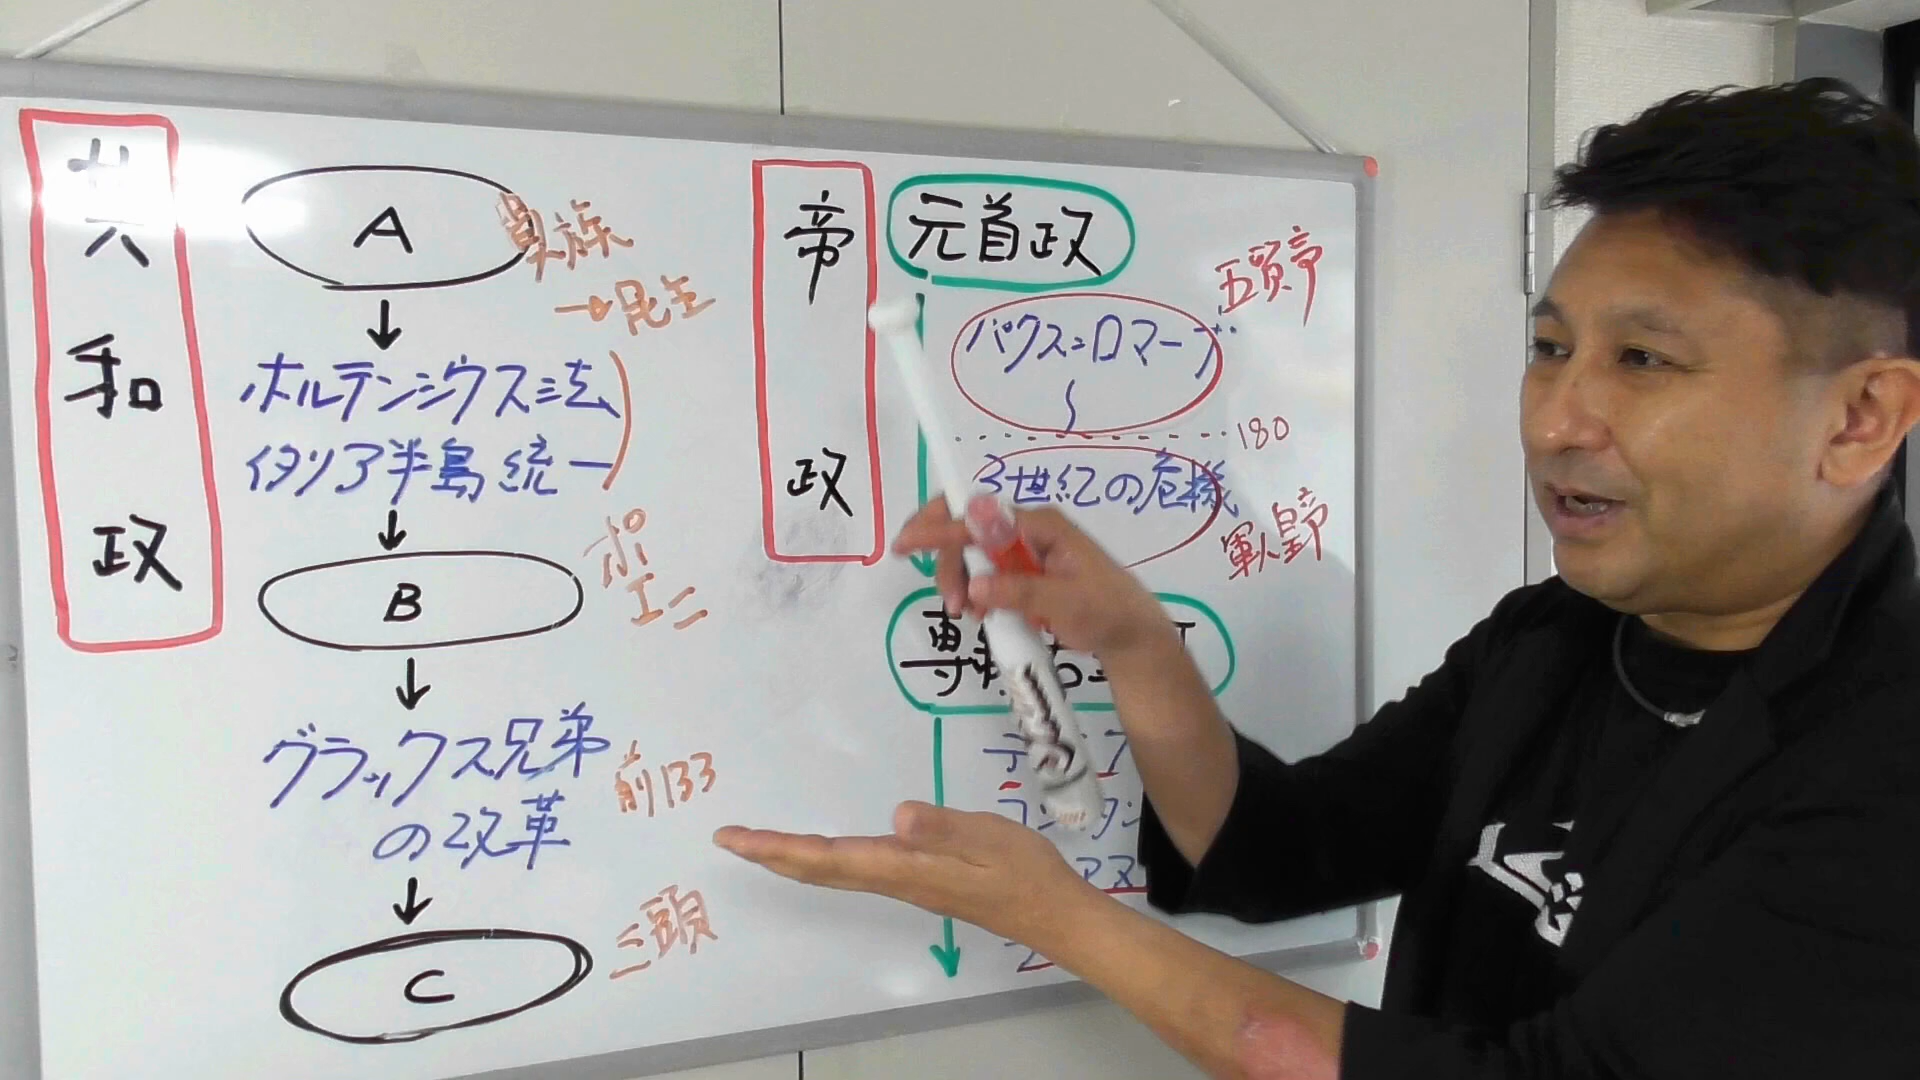 共和政
A
貴族
→民主
ホルテンシウス法
イタリア半島統一
B
ポエニ
グラックス兄弟
の改革
前133
C
三頭
帝政
元首政
五賢帝
パクス=ロマーナ
〜
180
3世紀の危機
軍人皇帝
専